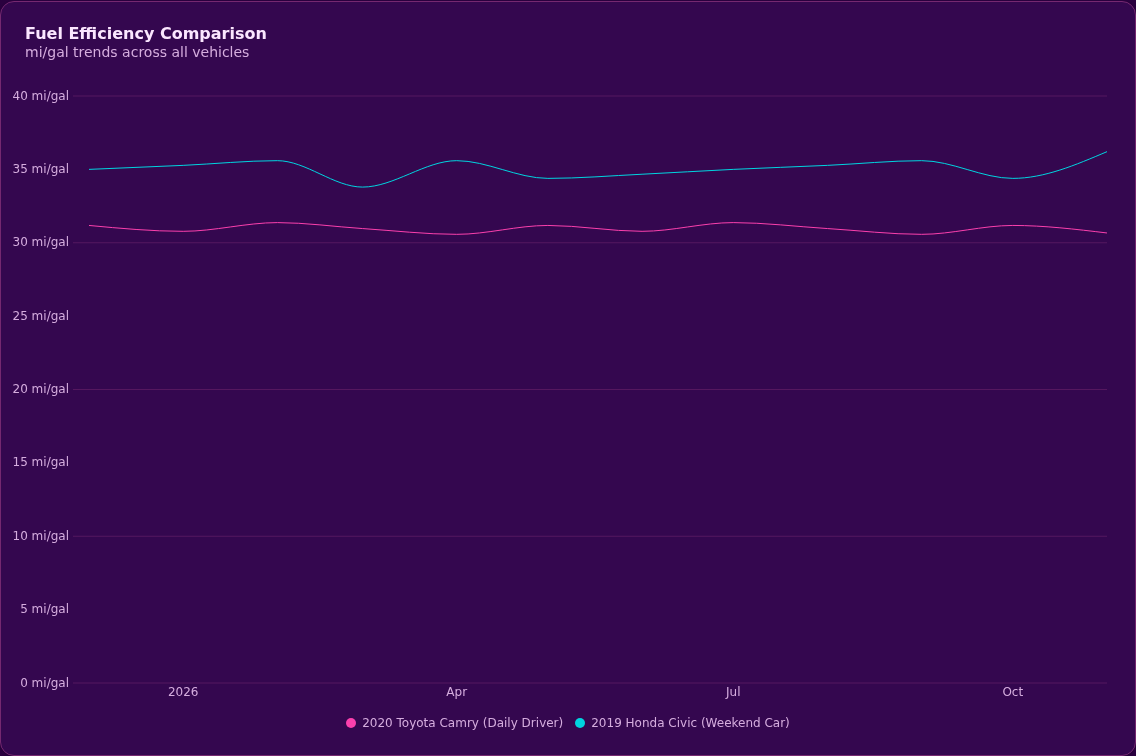 Fuel Efficiency Comparison
mi/gal trends across all vehicles
40 mi/gal
35 mi/gal
30 mi/gal
25 mi/gal
20 mi/gal
15 mi/gal
10 mi/gal
5 mi/gal
0 mi/gal
2026 Apr Jul Oct
2020 Toyota Camry (Daily Driver) 2019 Honda Civic (Weekend Car)